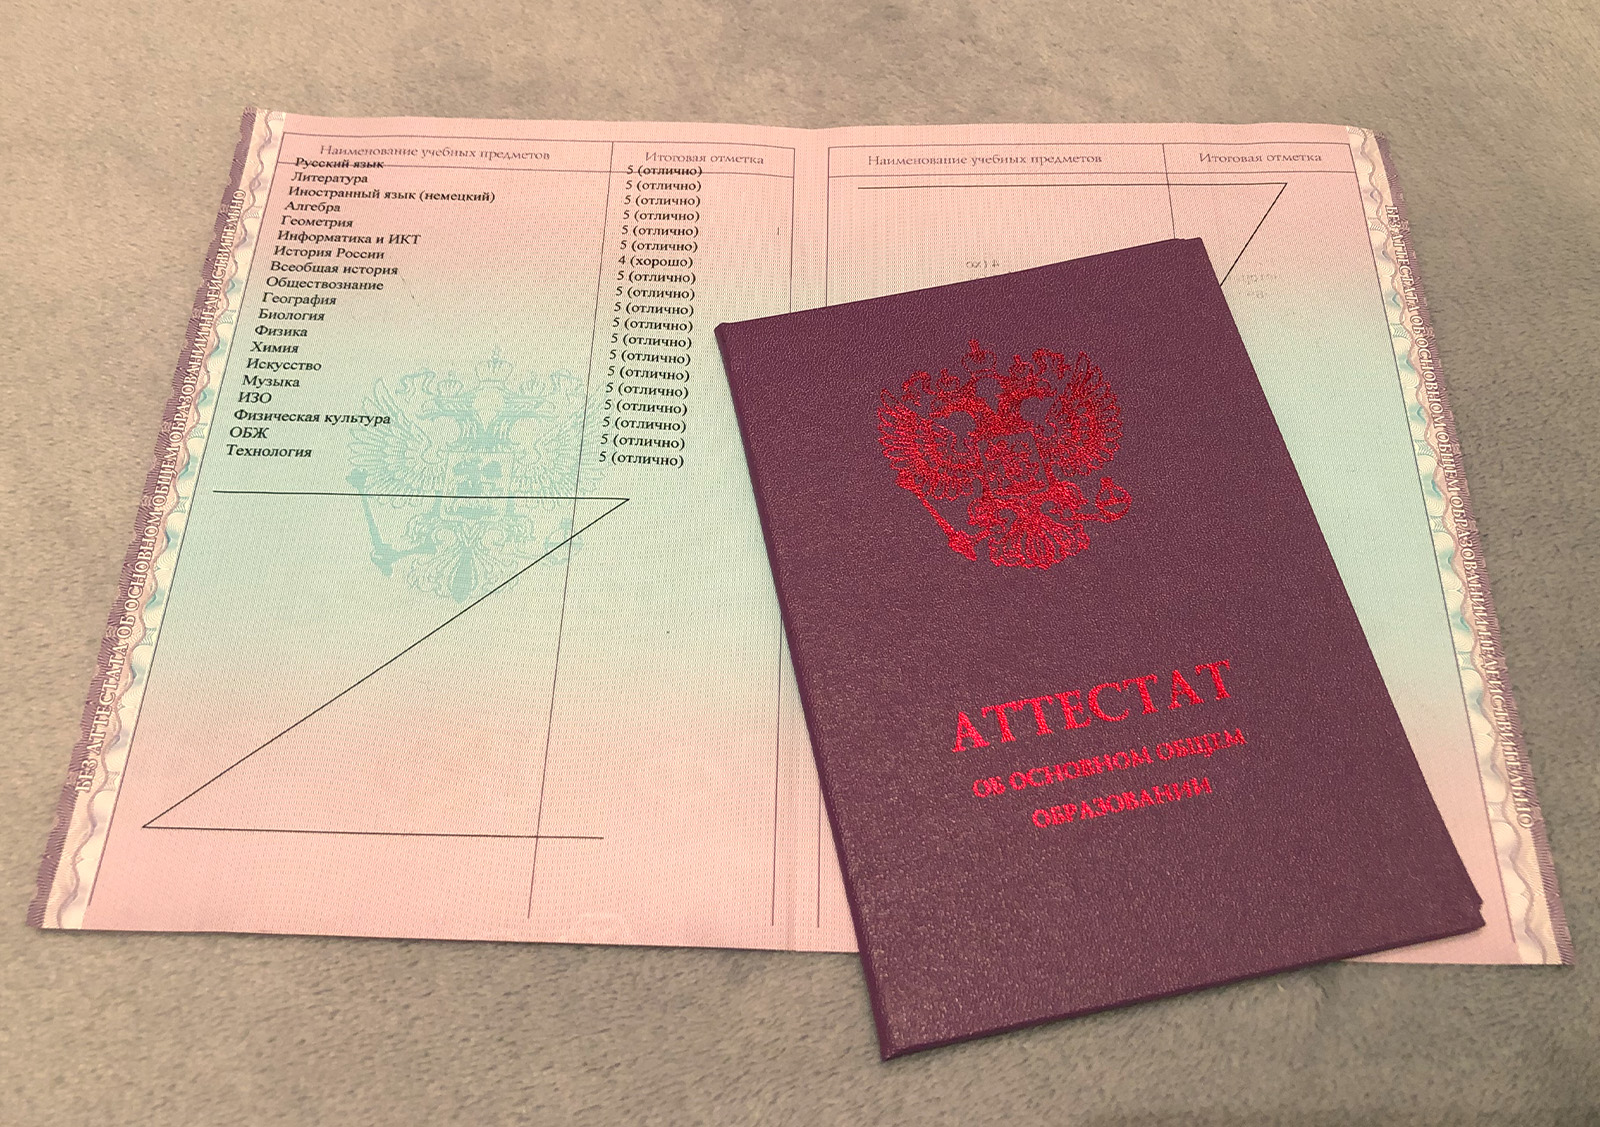 БЕЗ АТТЕСТАТА ОБ ОСНОВНОМ ОБЩЕМ ОБРАЗОВАНИИ НЕДЕЙСТВИТЕЛЬНО
Наименование учебных предметов Итоговая отметка
Русский язык 5 (отлично)
Литература 5 (отлично)
Иностранный язык (немецкий) 5 (отлично)
Алгебра 5 (отлично)
Геометрия 5 (отлично)
Информатика и ИКТ 5 (отлично)
История России 4 (хорошо)
Всеобщая история 5 (отлично)
Обществознание 5 (отлично)
География 5 (отлично)
Биология 5 (отлично)
Физика 5 (отлично)
Химия 5 (отлично)
Искусство 5 (отлично)
Музыка 5 (отлично)
ИЗО 5 (отлично)
Физическая культура 5 (отлично)
ОБЖ 5 (отлично)
Технология 5 (отлично)
Наименование учебных предметов Итоговая отметка
БЕЗ АТТЕСТАТА ОБ ОСНОВНОМ ОБЩЕМ ОБРАЗОВАНИИ НЕДЕЙСТВИТЕЛЬНО
АТТЕСТАТ
ОБ ОСНОВНОМ ОБЩЕМ
ОБРАЗОВАНИИ